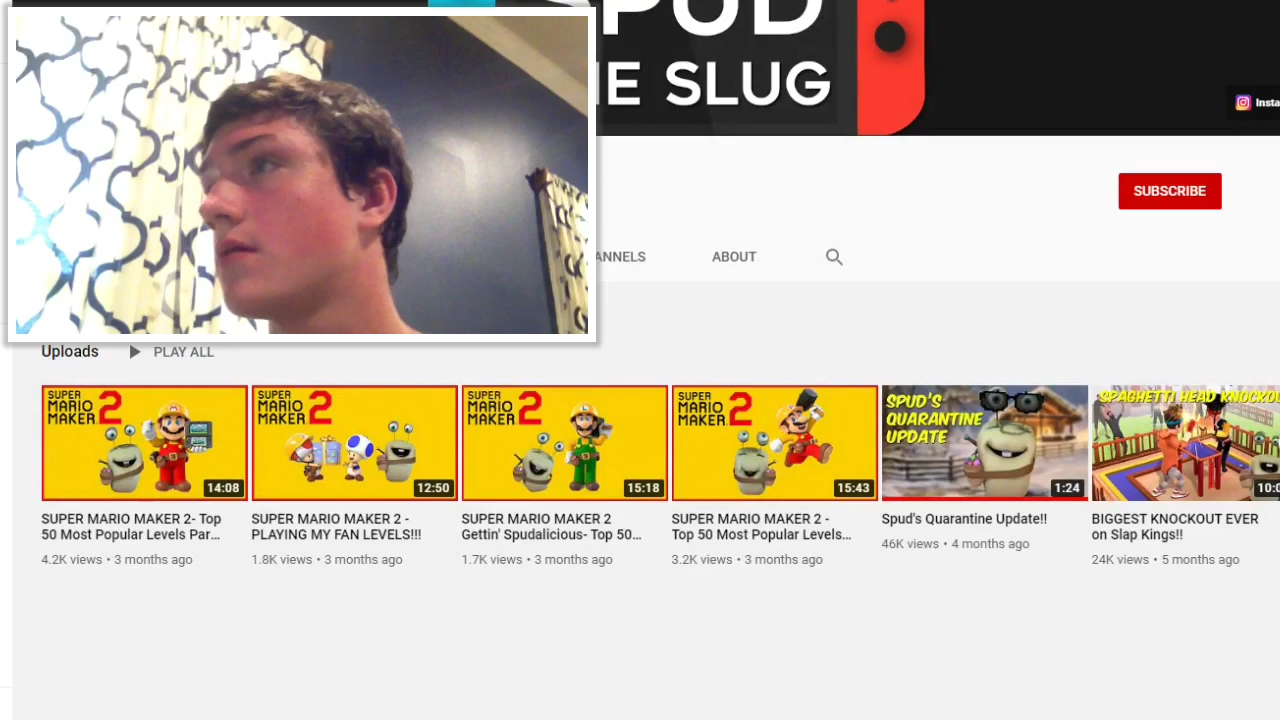 SPUD
HE SLUG
Insta
SUBSCRIBE
ANNELS
ABOUT
Uploads
PLAY ALL
SUPER
MARIO
MAKER 2
14:08
SUPER
MARIO
MAKER 2
12:50
SUPER
MARIO
MAKER 2
15:18
SUPER
MARIO
MAKER 2
15:43
SPUD'S
QUARANTINE
UPDATE
1:24
SPAGHETTI HEAD KNOCKOU
10:0
SUPER MARIO MAKER 2- Top
50 Most Popular Levels Par...
4.2K views • 3 months ago
SUPER MARIO MAKER 2 -
PLAYING MY FAN LEVELS!!!
1.8K views • 3 months ago
SUPER MARIO MAKER 2
Gettin' Spudalicious- Top 50...
1.7K views • 3 months ago
SUPER MARIO MAKER 2 -
Top 50 Most Popular Levels...
3.2K views • 3 months ago
Spud's Quarantine Update!!
46K views • 4 months ago
BIGGEST KNOCKOUT EVER
on Slap Kings!!
24K views • 5 months ago